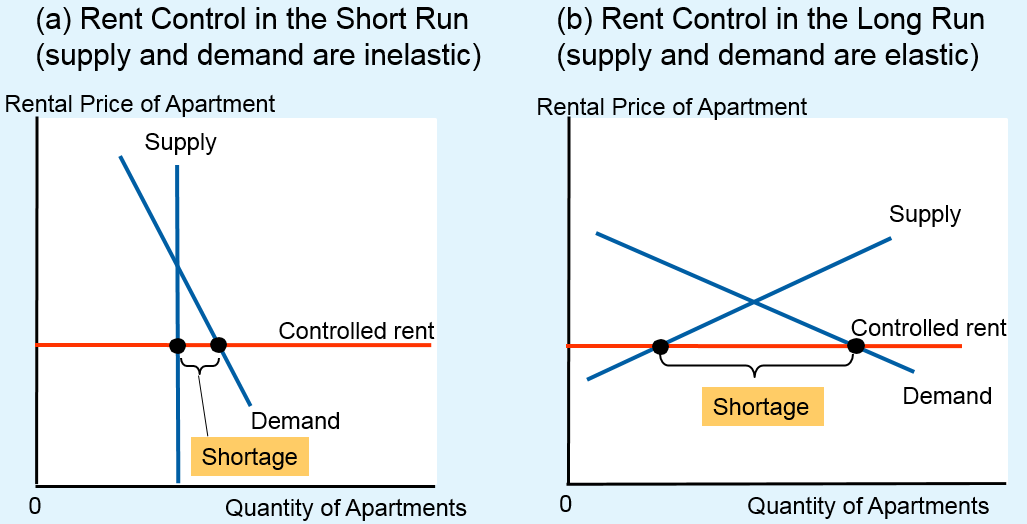 (a) Rent Control in the Short Run
(supply and demand are inelastic)
Rental Price of Apartment
Supply
Controlled rent
Demand
Shortage
0
Quantity of Apartments
(b) Rent Control in the Long Run
(supply and demand are elastic)
Rental Price of Apartment
Supply
Controlled rent
Demand
Shortage
0
Quantity of Apartments